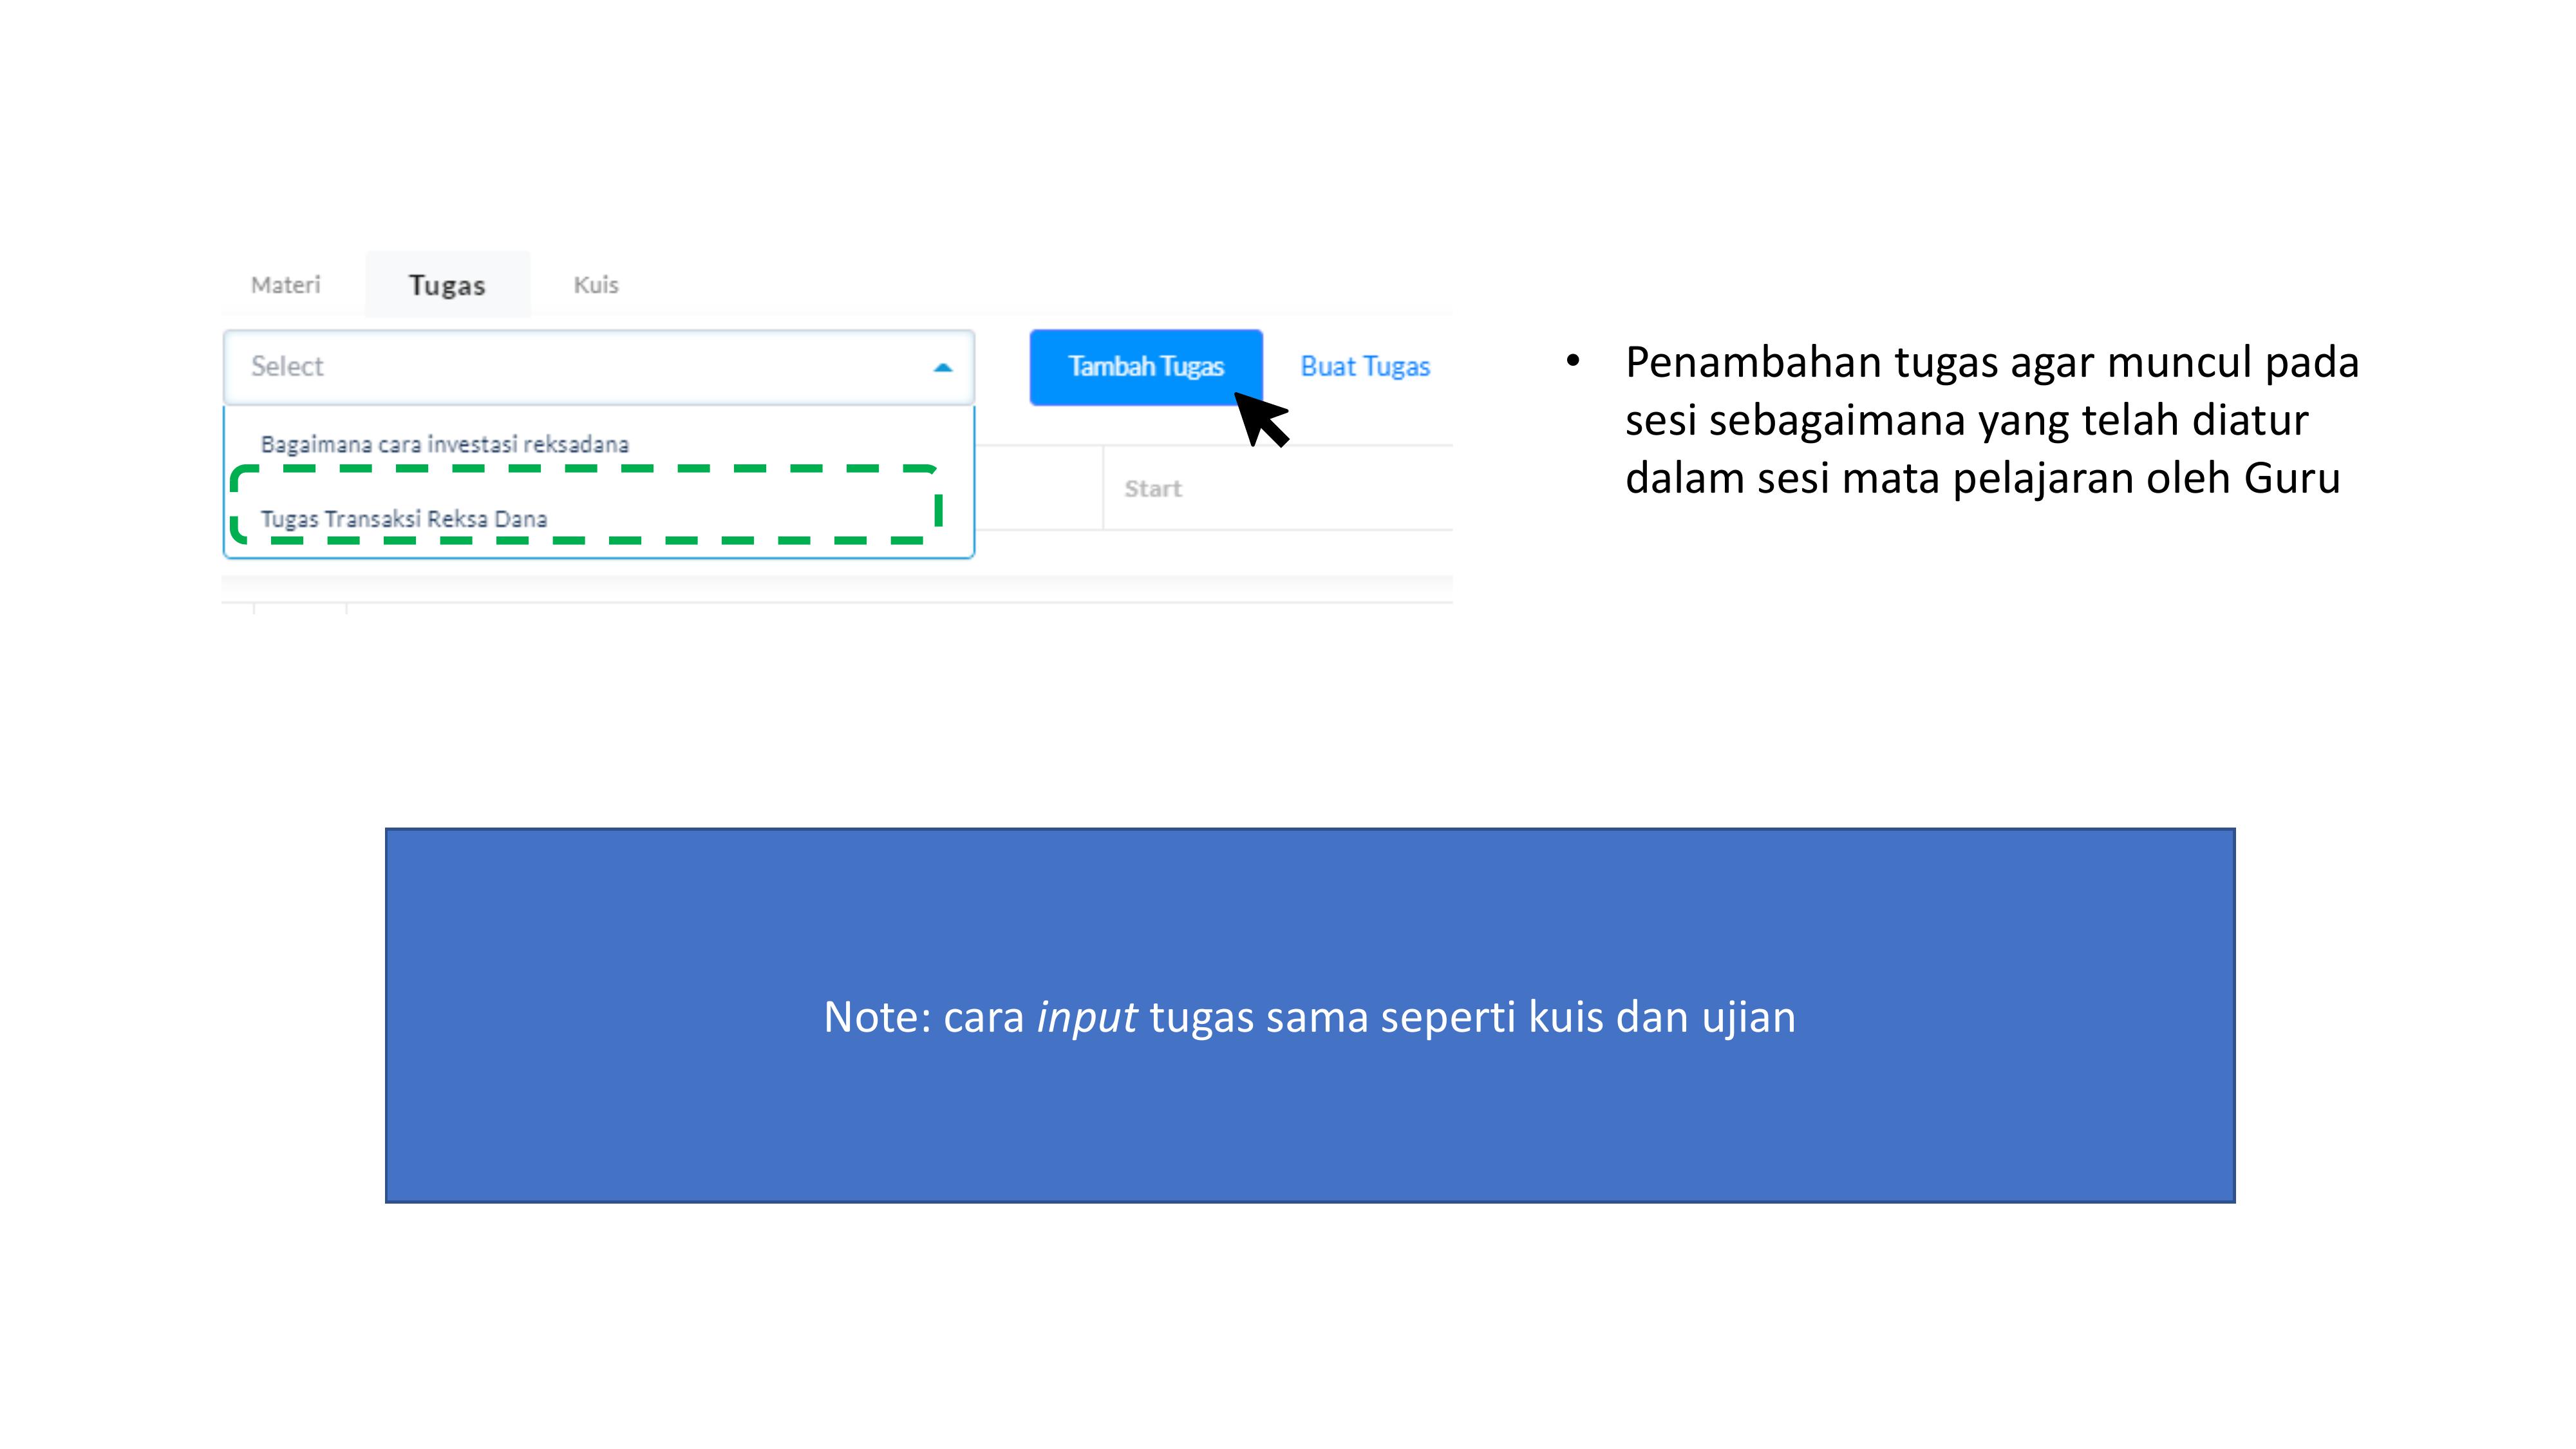 Materi Tugas Kuis
Select
Tambah Tugas
Buat Tugas
Bagaimana cara investasi reksadana
Tugas Transaksi Reksa Dana
Start
• Penambahan tugas agar muncul pada
sesi sebagaimana yang telah diatur
dalam sesi mata pelajaran oleh Guru
Note: cara input tugas sama seperti kuis dan ujian